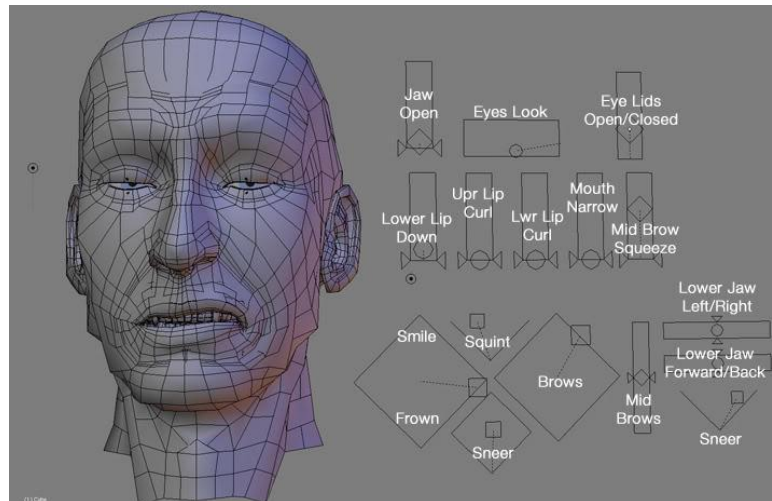 Jaw
Open
Eyes Look
Eye Lids
Open/Closed
Lower Lip
Down
Upr Lip
Curl
Lwr Lip
Curl
Mouth
Narrow
Mid Brow
Squeeze
Lower Jaw
Left/Right
Lower Jaw
Forward/Back
Smile
Frown
Squint
Sneer
Brows
Mid
Brows
Sneer